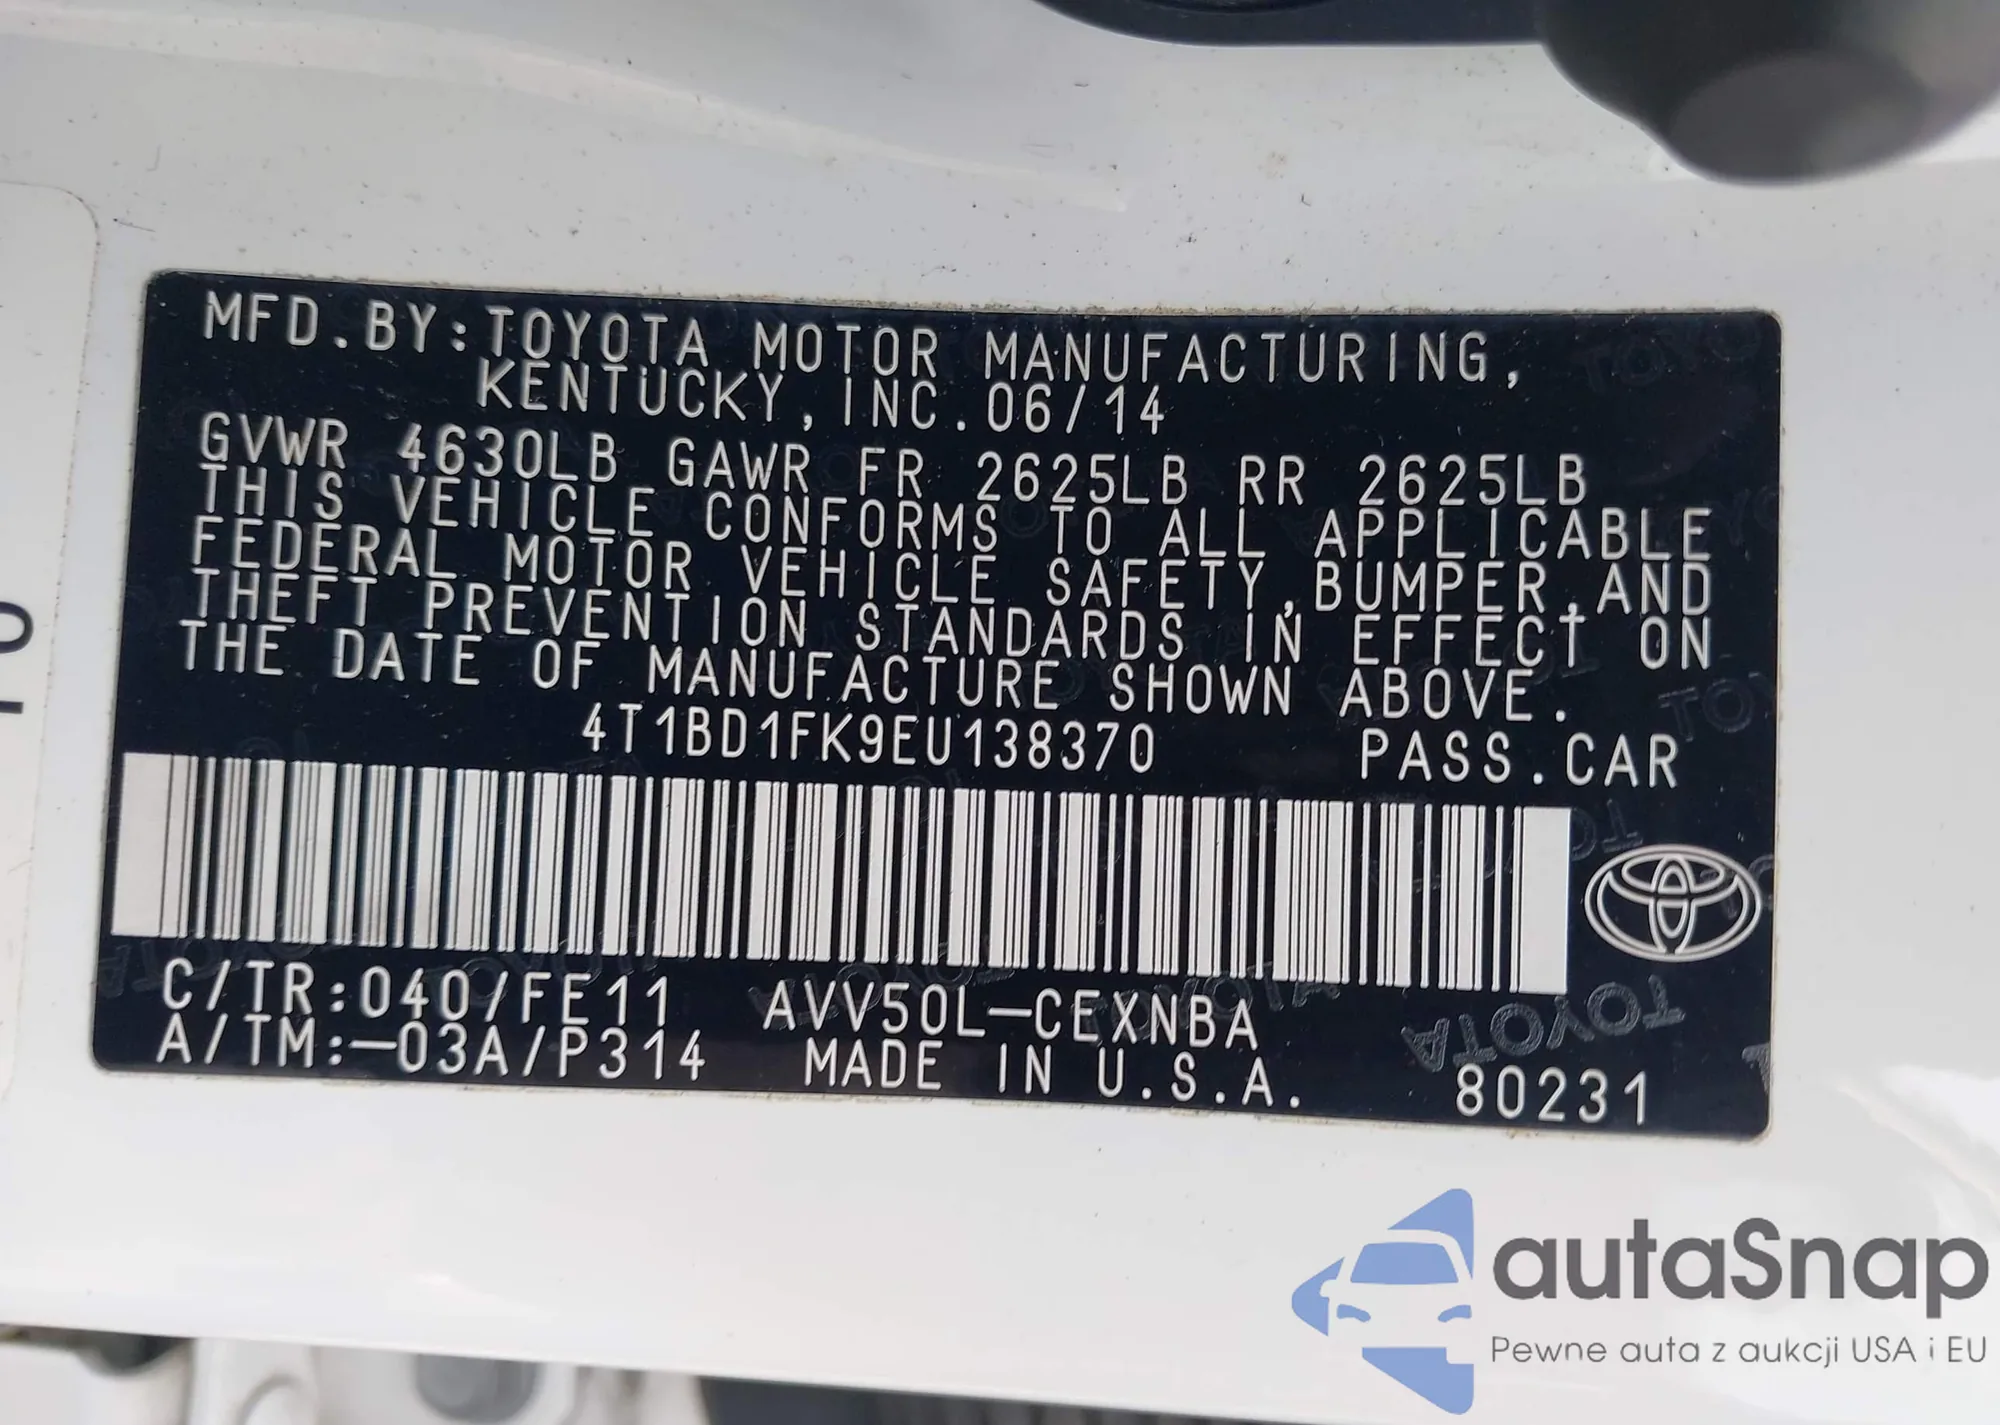 MFD.BY:TOYOTA MOTOR MANUFACTURING,
KENTUCKY,INC.06/14
GVWR 4630LB GAWR FR 2625LB RR 2625LB
THIS VEHICLE CONFORMS TO ALL APPLICABLE
FEDERAL MOTOR VEHICLE SAFETY,BUMPER,AND
THEFT PREVENTION STANDARDS IN EFFECT ON
THE DATE OF MANUFACTURE SHOWN ABOVE.
4T1BD1FK9EU138370 PASS.CAR
C/TR:040/FE11 AVV50L-CEXNBA
A/TM:-03A/P314 MADE IN U.S.A. 80231
autaSnap
Pewne auta z aukcji USA i EU